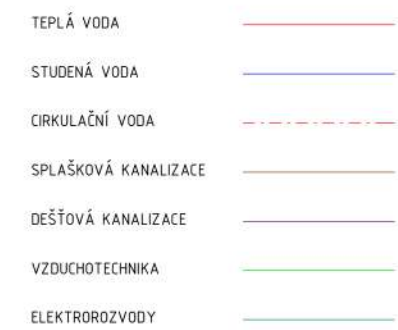 TEPLÁ VODA
STUDENÁ VODA
CIRKULAČNÍ VODA
SPLAŠKOVÁ KANALIZACE
DEŠŤOVÁ KANALIZACE
VZDUCHOTECHNIKA
ELEKTROROZVODY